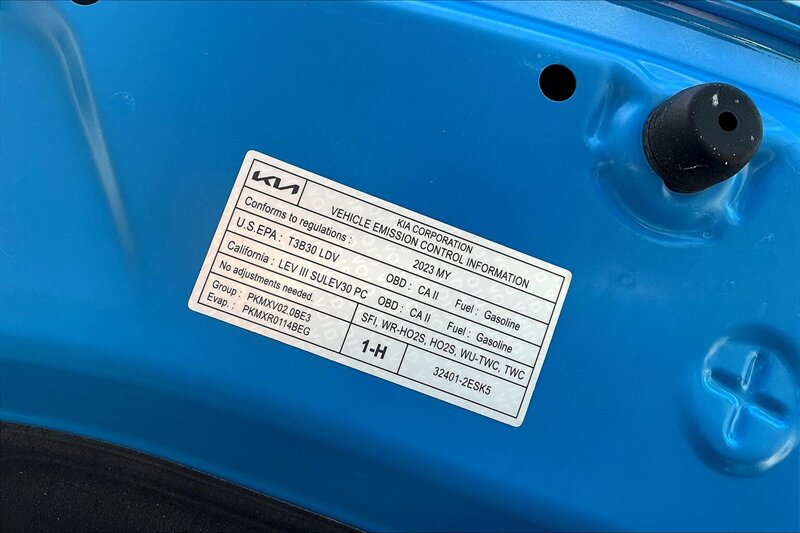 KIA
KIA CORPORATION
VEHICLE EMISSION CONTROL INFORMATION
Conforms to regulations : 2023 MY
U.S.EPA : T3B30 LDV OBD : CA II Fuel : Gasoline
California : LEV III SULEV30 PC OBD : CA II Fuel : Gasoline
No adjustments needed. SFI, WR-HO2S, HO2S, WU-TWC, TWC
Group : PKMXV02.0BE3
Evap. : PKMXR0114BEG
1-H
32401-2ESK5